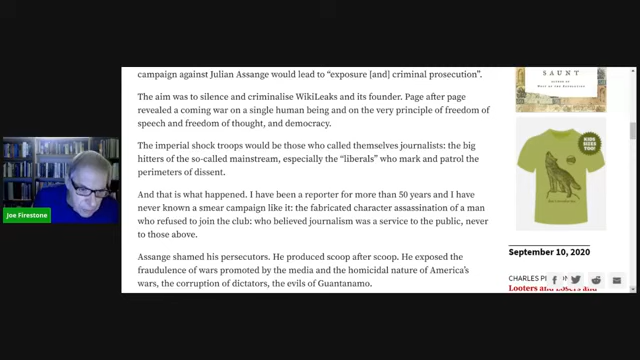 campaign against Julian Assange would lead to “exposure [and] criminal prosecution”.
The aim was to silence and criminalise WikiLeaks and its founder. Page after page
revealed a coming war on a single human being and on the very principle of freedom of
speech and freedom of thought, and democracy.
The imperial shock troops would be those who called themselves journalists: the big
hitters of the so-called mainstream, especially the “liberals” who mark and patrol the
perimeters of dissent.
And that is what happened. I have been a reporter for more than 50 years and I have
never known a smear campaign like it: the fabricated character assassination of a man
who refused to join the club: who believed journalism was a service to the public, never
to those above.
Assange shamed his persecutors. He produced scoop after scoop. He exposed the
fraudulence of wars promoted by the media and the homicidal nature of America’s
wars, the corruption of dictators, the evils of Guantanamo.
Joe Firestone
SAUNT
KIDS
SIZES
TOO!
September 10, 2020
CHARLES
Looters and Losers and